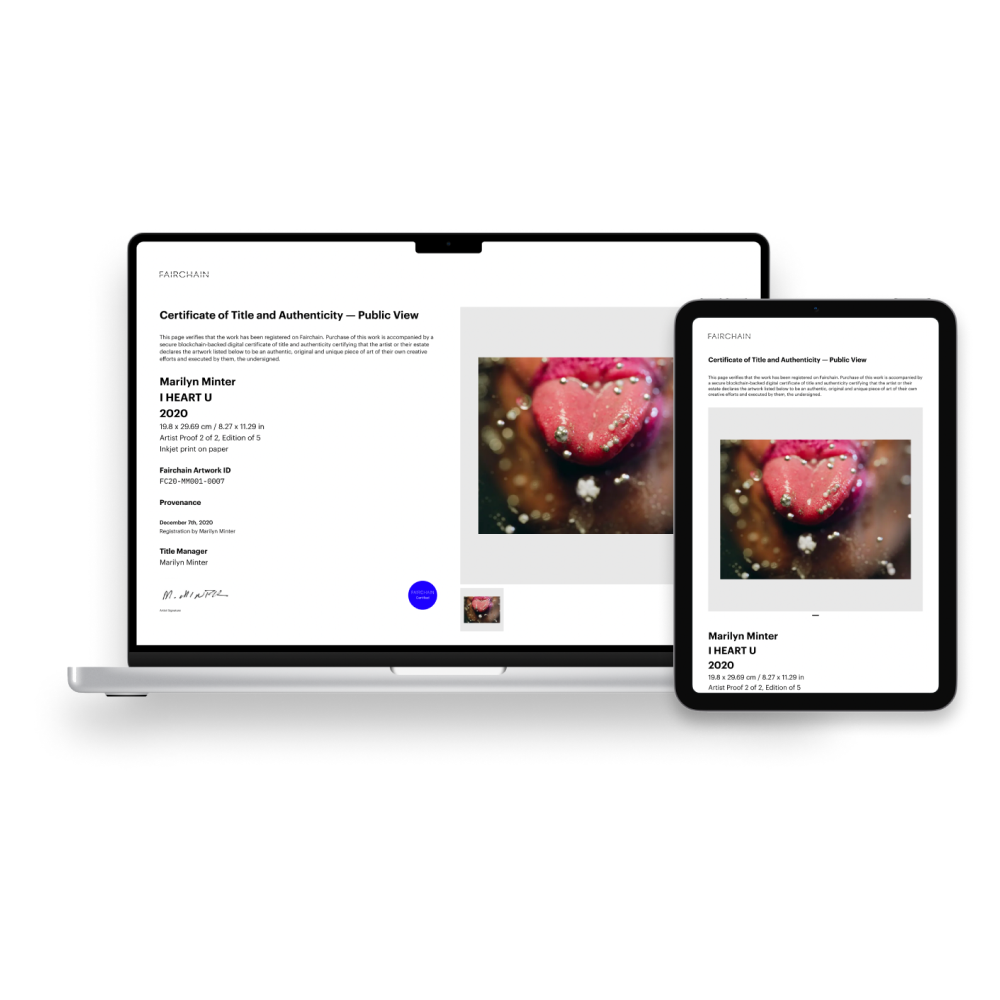 FAIRCHAIN
Certificate of Title and Authenticity — Public View
This page verifies that the work has been registered on Fairchain. Purchase of this work is accompanied by a
secure blockchain-backed digital certificate of title and authenticity certifying that the artist or their estate
declares the artwork listed below to be an authentic, original and unique piece of art of their own creative
efforts and executed by them, the undersigned.
Marilyn Minter
I HEART U
2020
19.8 x 29.69 cm / 8.27 x 11.29 in
Artist Proof 2 of 2, Edition of 5
Inkjet print on paper
Fairchain Artwork ID
FC20-MM001-0007
Provenance
December 7th, 2020
Registration by Marilyn Minter
Title Manager
Marilyn Minter
M. MINTER
Artist Signature
FAIRCHAIN
Certified
FAIRCHAIN
Certificate of Title and Authenticity — Public View
This page verifies that the work has been registered on Fairchain. Purchase of this work is accompanied by
a secure blockchain-backed digital certificate of title and authenticity certifying that the artist or their
estate declares the artwork listed below to be an authentic, original and unique piece of art of their own
creative efforts and executed by them, the undersigned.
Marilyn Minter
I HEART U
2020
19.8 x 29.69 cm / 8.27 x 11.29 in
Artist Proof 2 of 2, Edition of 5